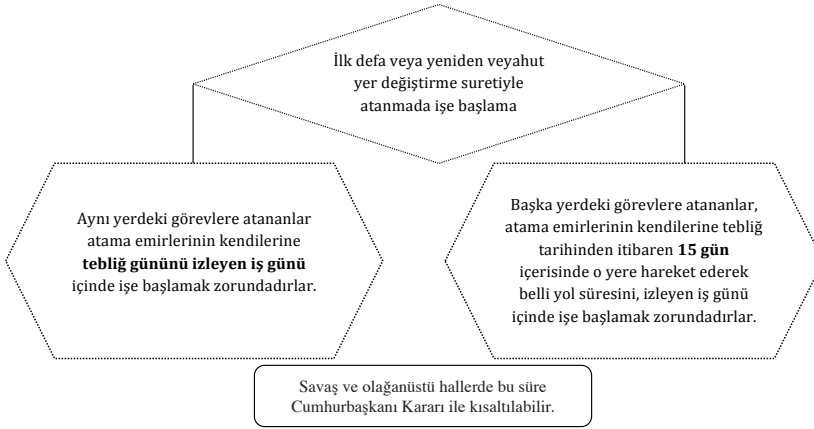 İlk defa veya yeniden veyahut
yer değiştirme suretiyle
atanmada işe başlama
Aynı yerdeki görevlere atananlar
atama emirlerinin kendilerine
tebliğ gününü izleyen iş günü
içinde işe başlamak zorundadırlar.
Başka yerdeki görevlere atananlar,
atama emirlerinin kendilerine tebliğ
tarihinden itibaren 15 gün
içerisinde o yere hareket ederek
belli yol süresini, izleyen iş günü
içinde işe başlamak zorundadırlar.
Savaş ve olağanüstü hallerde bu süre
Cumhurbaşkanı Kararı ile kısaltılabilir.